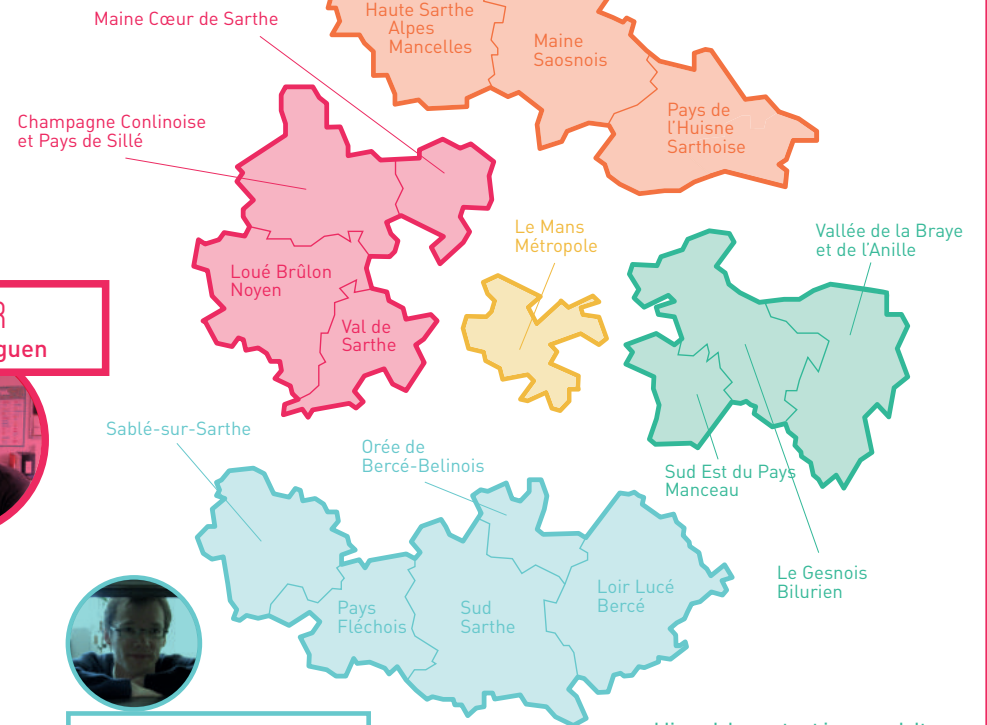 Maine Cœur de Sarthe
Haute Sarthe
Alpes
Mancelles
Maine
Saosnois
Pays de
l'Huisne
Sarthoise
Champagne Conlinoise
et Pays de Sillé
Le Mans
Métropole
Vallée de la Braye
et de l'Anille
Loué Brûlon
Noyen
Val de
Sarthe
Sablé-sur-Sarthe
Orée de
Bercé-Belinois
Sud Est du Pays
Manceau
Le Gesnois
Bilurien
Loir Lucé
Bercé
Pays
Fléchois
Sud
Sarthe